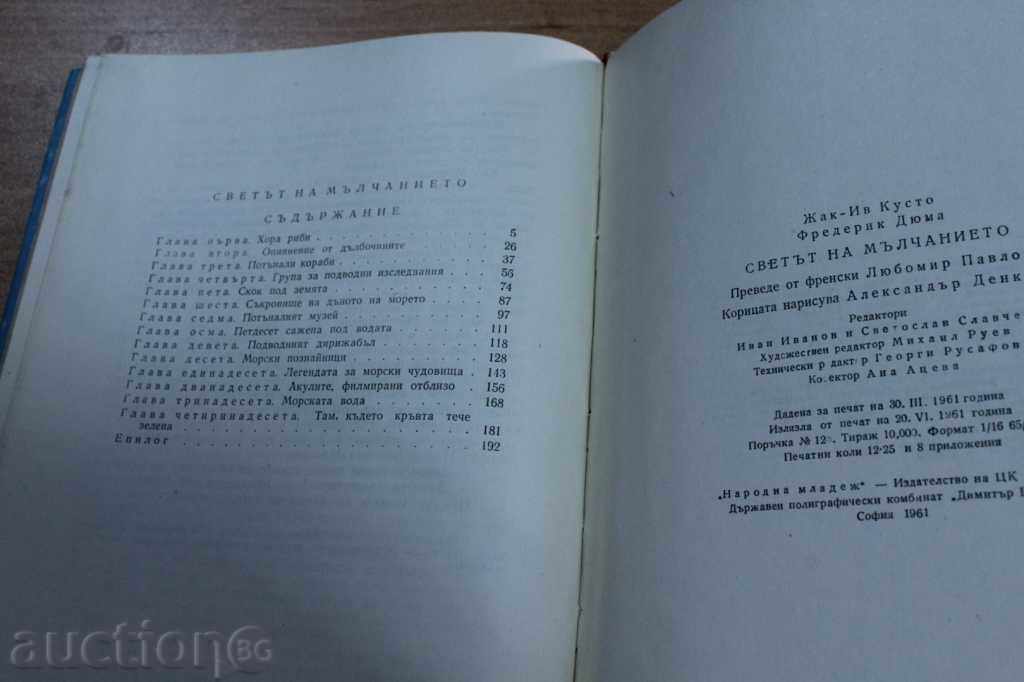 СВЕТЪТ НА МЪЛЧАНИЕТО
СЪДЪРЖАНИЕ
Глава първа. Хора риби . . . . . . . . . . 5
Глава втора. Опиянение от дълбочините . . . . . 26
Глава трета. Потънали кораби . . . . . . . . 37
Глава четвърта. Група за подводни изследвания . . . 56
Глава пета. Скок под земята . . . . . . . . 74
Глава шеста. Съкровище на дъното на морето . . . . 87
Глава седма. Потъналият музей . . . . . . . . 97
Глава осма. Петдесет сажена под водата . . . . . 111
Глава девета. Подводният дирижабъл . . . . . . 118
Глава десета. Морски познайници . . . . . . . 128
Глава единадесета. Легендата за морски чудовища . 143
Глава дванадесета. Акулите, филмирани отблизо . . 156
Глава тринадесета. Морската вода . . . . . . . 168
Глава четиринадесета. Там, където кръвта тече
зелена . . . . . . . . . . . . . 181
Епилог . . . . . . . . . . . . . . 192
Жак-Ив Кусто
Фредерик Дюма
СВЕТЪТ НА МЪЛЧАНИЕТО
Преведе от френски Любомир Павло
Корицата нарисува Александър Денк
Редактори
Иван Иванов и Светослав Славче
Художествен редактор Михаил Руев
Технически р дактор Георги Русафов
Ко ектор Ана Ацева
Дадена за печат на 30. III. 1961 година
Излязла от печат на 20. VI. 1961 година
Поръчка № 12 . Тираж 10,000. Формат 1/16 65/
Печатни коли 12·25 и 8 приложения
„Народна младеж“ — Издателство на ЦК
Държавен полиграфически комбинат „Димитър
София 1961
auction BG